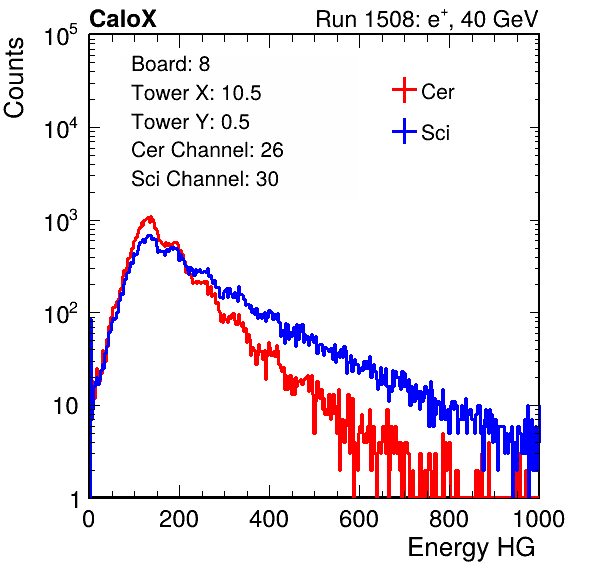 CaloX Run 1508: e⁺, 40 GeV
Board: 8
Tower X: 10.5
Tower Y: 0.5
Cer Channel: 26
Sci Channel: 30
Cer
Sci
Counts
10⁵
10⁴
10³
10²
10
1
0 200 400 600 800 1000
Energy HG